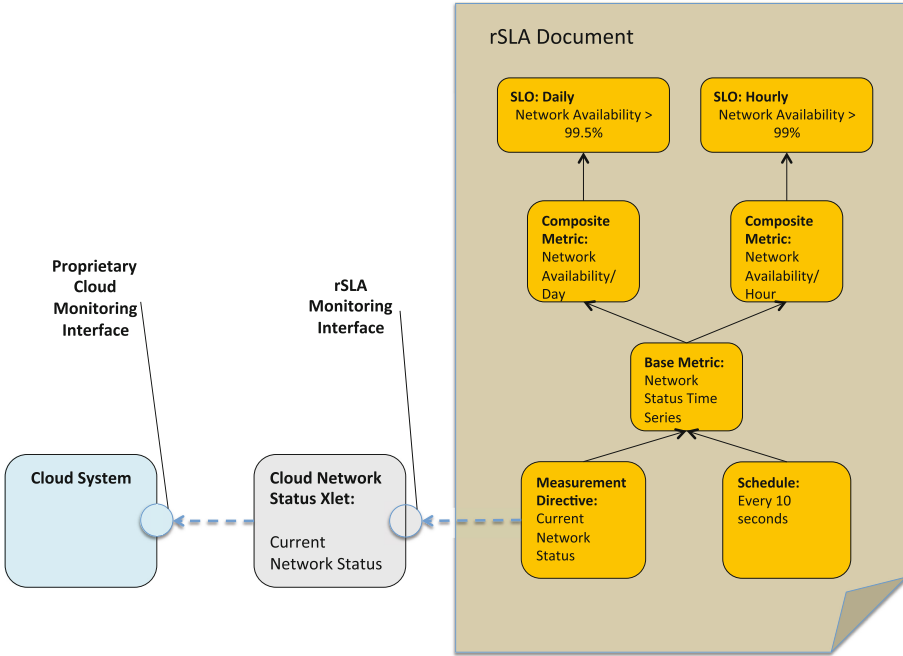 rSLA Document
SLO: Daily
Network Availability >
99.5%
SLO: Hourly
Network Availability >
99%
Composite
Metric:
Network
Availability/
Day
Composite
Metric:
Network
Availability/
Hour
Proprietary
Cloud
Monitoring
Interface
rSLA
Monitoring
Interface
Base Metric:
Network
Status Time
Series
Cloud System
Cloud Network
Status Xlet:
Current
Network Status
Measurement
Directive:
Current
Network
Status
Schedule:
Every 10
seconds